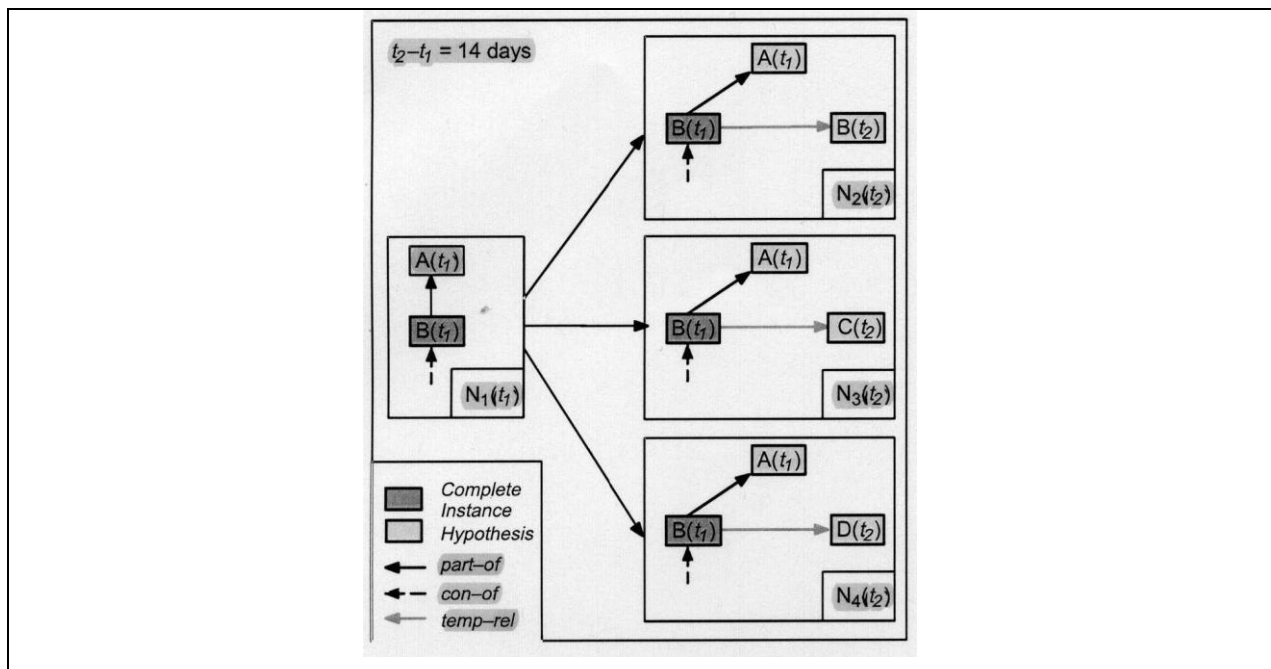 t₂–t₁ = 14 days
A(t₁)
B(t₁)
B(t₂)
N₂(t₂)
A(t₁)
B(t₁)
N₁(t₁)
A(t₁)
B(t₁)
C(t₂)
N₃(t₂)
A(t₁)
B(t₁)
D(t₂)
N₄(t₂)
Complete
Instance
Hypothesis
part–of
con–of
temp–rel